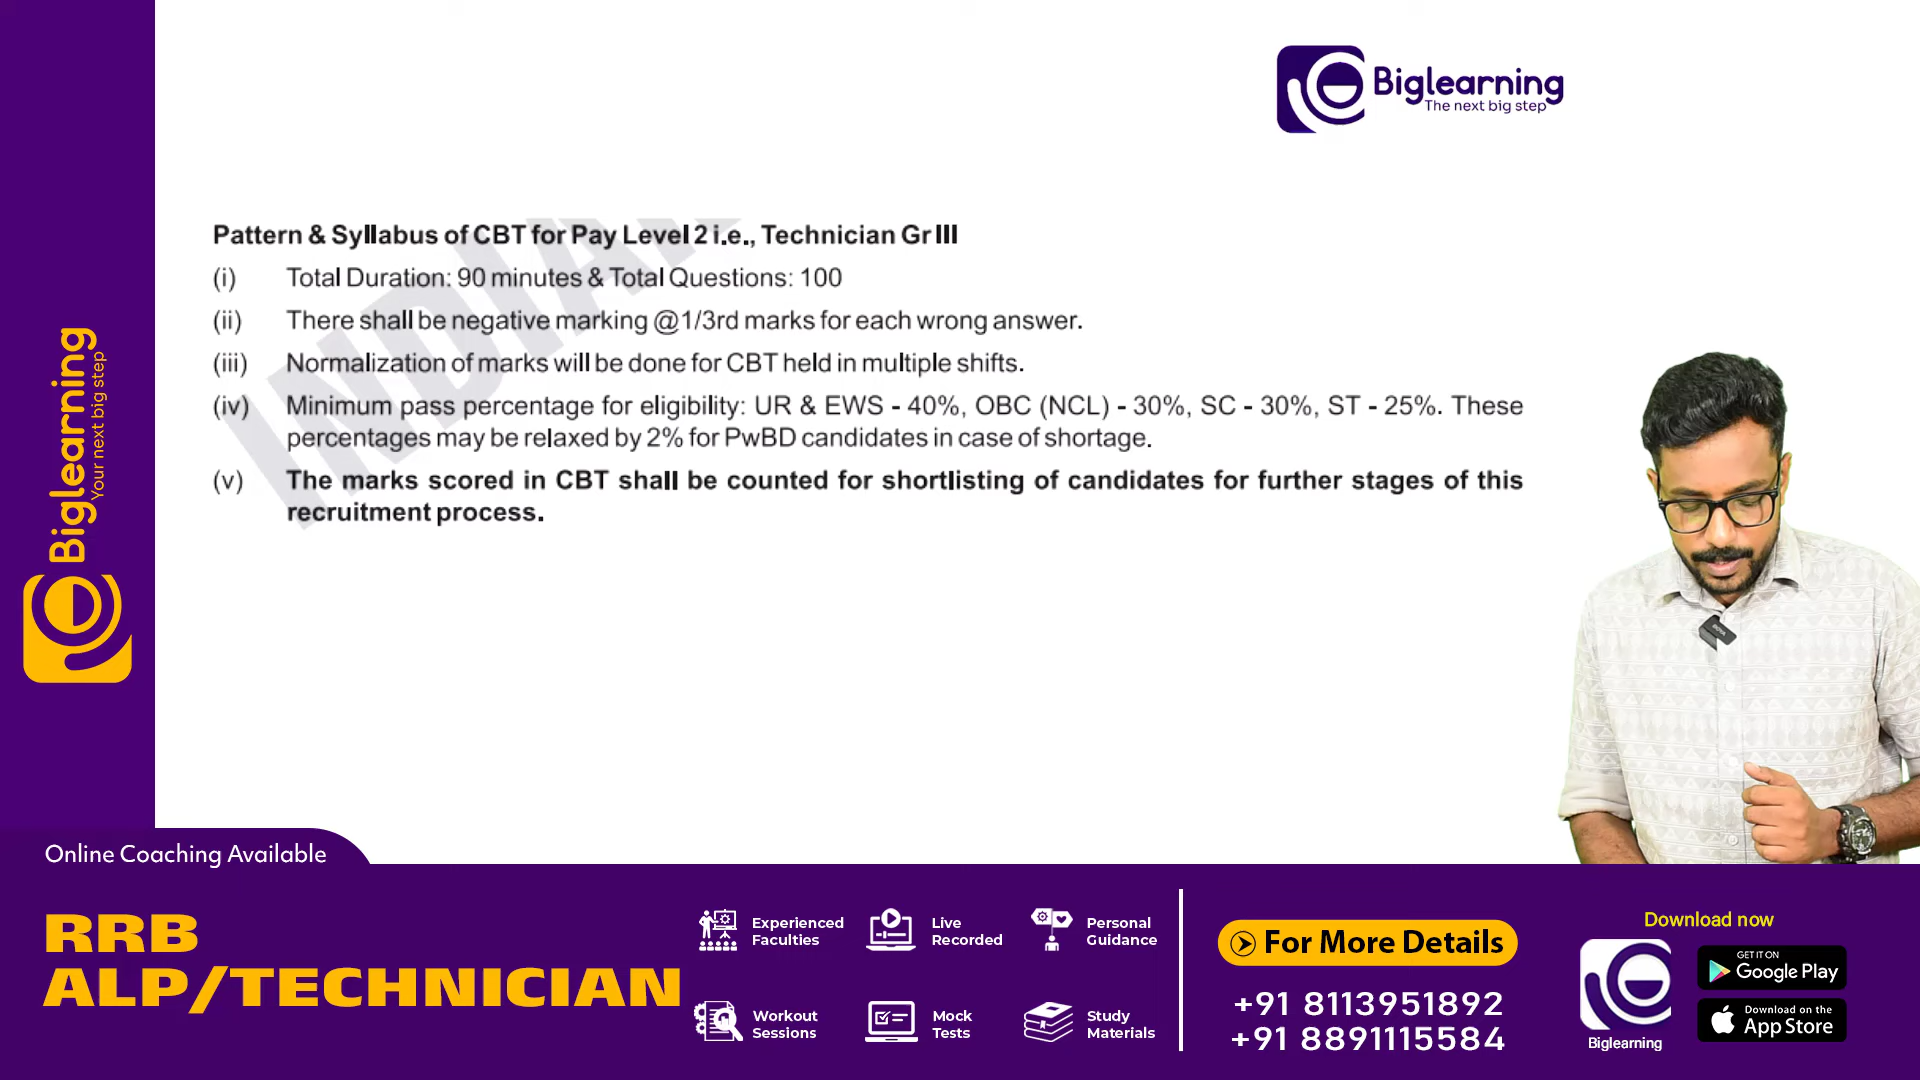 Biglearning
The next big step
Biglearning
Your next big step
INDIAN
Pattern & Syllabus of CBT for Pay Level 2 i.e., Technician Gr III
(i) Total Duration: 90 minutes & Total Questions: 100
(ii) There shall be negative marking @1/3rd marks for each wrong answer.
(iii) Normalization of marks will be done for CBT held in multiple shifts.
(iv) Minimum pass percentage for eligibility: UR & EWS - 40%, OBC (NCL) - 30%, SC - 30%, ST - 25%. These
percentages may be relaxed by 2% for PwBD candidates in case of shortage.
(v) The marks scored in CBT shall be counted for shortlisting of candidates for further stages of this
recruitment process.
Online Coaching Available
RRB
ALP/TECHNICIAN
Experienced
Faculties
Live
Recorded
Personal
Guidance
Workout
Sessions
Mock
Tests
Study
Materials
For More Details
+91 8113951892
+91 8891115584
Download now
Biglearning
GET IT ON
Google Play
Download on the
App Store